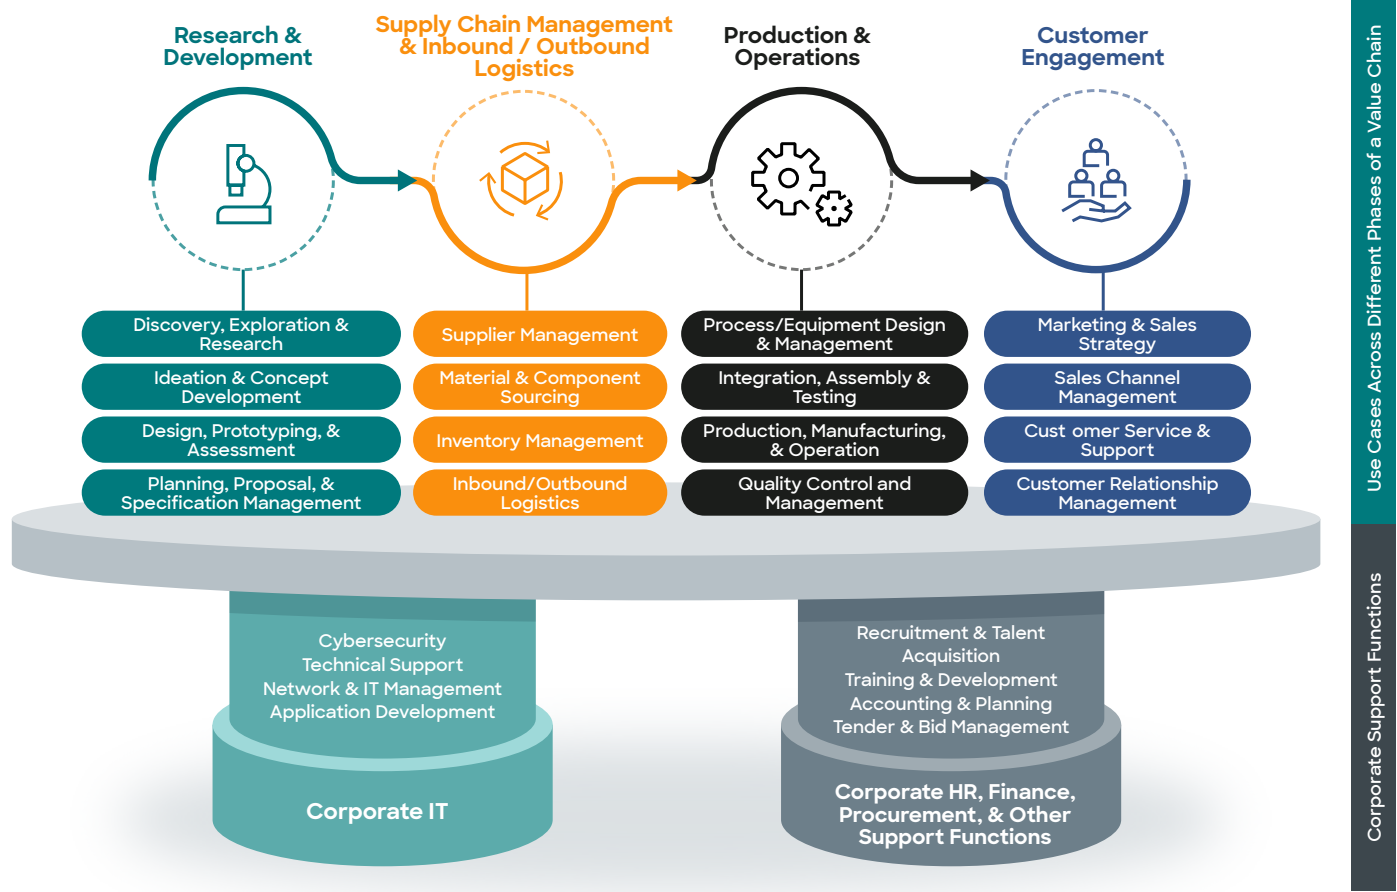 Research &
Development
Supply Chain Management
& Inbound / Outbound
Logistics
Production &
Operations
Customer
Engagement
Discovery, Exploration &
Research
Ideation & Concept
Development
Design, Prototyping, &
Assessment
Planning, Proposal, &
Specification Management
Supplier Management
Material & Component
Sourcing
Inventory Management
Inbound/Outbound
Logistics
Process/Equipment Design
& Management
Integration, Assembly &
Testing
Production, Manufacturing,
& Operation
Quality Control and
Management
Marketing & Sales
Strategy
Sales Channel
Management
Cust omer Service &
Support
Customer Relationship
Management
Use Cases Across Different Phases of a Value Chain
Cybersecurity
Technical Support
Network & IT Management
Application Development
Corporate IT
Recruitment & Talent
Acquisition
Training & Development
Accounting & Planning
Tender & Bid Management
Corporate HR, Finance,
Procurement, & Other
Support Functions
Corporate Support Functions